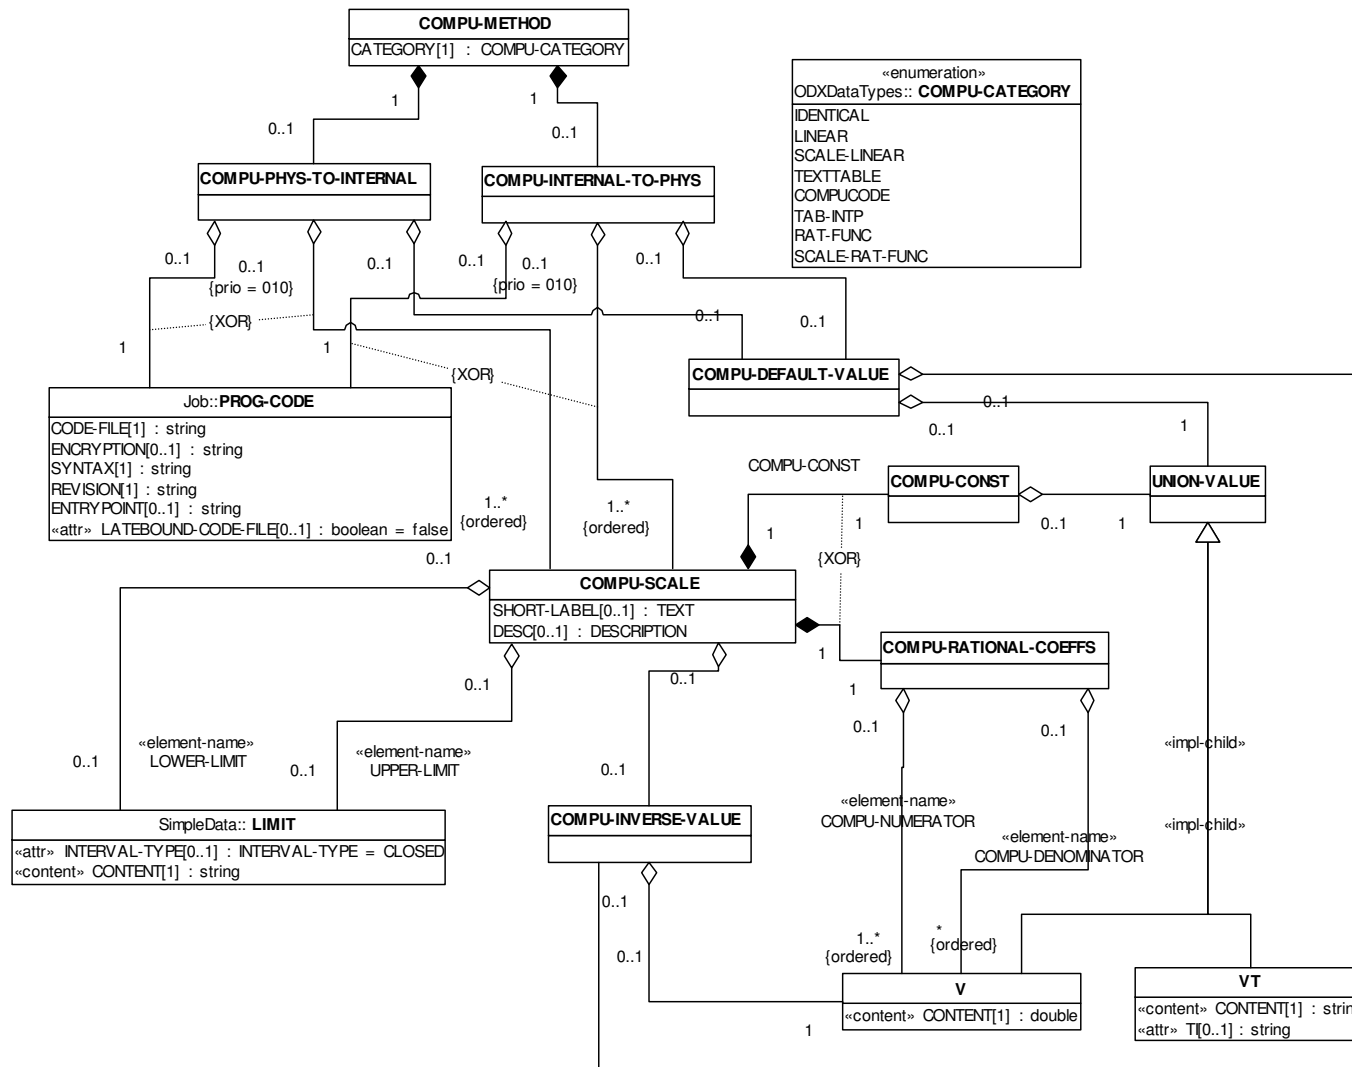 COMPU-METHOD
CATEGORY[1] : COMPU-CATEGORY
«enumeration»
ODXDataTypes:: COMPU-CATEGORY
IDENTICAL
LINEAR
SCALE-LINEAR
TEXTTABLE
COMPUCODE
TAB-INTP
RAT-FUNC
SCALE-RAT-FUNC
1
1
0..1
0..1
COMPU-PHYS-TO-INTERNAL
COMPU-INTERNAL-TO-PHYS
0..1
0..1
{prio = 010}
0..1
0..1
0..1
{prio = 010}
0..1
{XOR}
0..1
0..1
1
1
{XOR}
COMPU-DEFAULT-VALUE
Job::PROG-CODE
CODE-FILE[1] : string
ENCRYPTION[0..1] : string
SYNTAX[1] : string
REVISION[1] : string
ENTRYPOINT[0..1] : string
«attr» LATEBOUND-CODE-FILE[0..1] : boolean = false
0..1
0..1
1
COMPU-CONST
COMPU-CONST
UNION-VALUE
1..*
{ordered}
1..*
{ordered}
1
1
0..1
1
{XOR}
0..1
COMPU-SCALE
SHORT-LABEL[0..1] : TEXT
DESC[0..1] : DESCRIPTION
COMPU-RATIONAL-COEFFS
1
1
0..1
0..1
0..1
0..1
«element-name»
LOWER-LIMIT
0..1
«element-name»
UPPER-LIMIT
0..1
0..1
«impl-child»
«element-name»
COMPU-NUMERATOR
«impl-child»
«element-name»
COMPU-DENOMINATOR
SimpleData:: LIMIT
«attr» INTERVAL-TYPE[0..1] : INTERVAL-TYPE = CLOSED
«content» CONTENT[1] : string
COMPU-INVERSE-VALUE
0..1
0..1
1..*
{ordered}
*
{ordered}
V
«content» CONTENT[1] : double
1
VT
«content» CONTENT[1] : strin
«attr» TI[0..1] : string